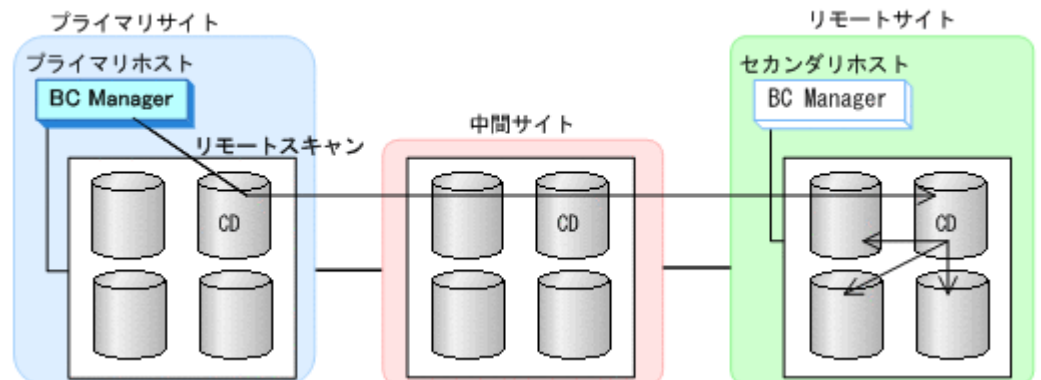 プライマリサイト
プライマリホスト
BC Manager
リモートスキャン
CD
中間サイト
CD
リモートサイト
セカンダリホスト
BC Manager
CD